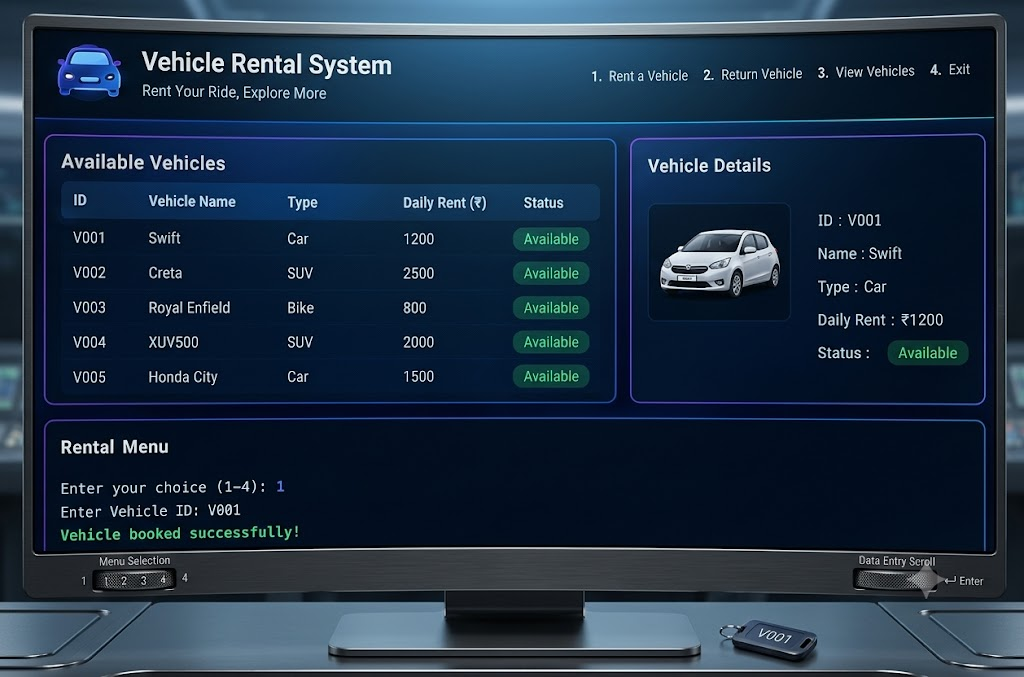 Vehicle Rental System
Rent Your Ride, Explore More
1. Rent a Vehicle 2. Return Vehicle 3. View Vehicles 4. Exit
Available Vehicles
ID Vehicle Name Type Daily Rent (₹) Status
V001 Swift Car 1200 Available
V002 Creta SUV 2500 Available
V003 Royal Enfield Bike 800 Available
V004 XUV500 SUV 2000 Available
V005 Honda City Car 1500 Available
Vehicle Details
ID : V001
Name : Swift
Type : Car
Daily Rent : ₹1200
Status : Available
Rental Menu
Enter your choice (1–4): 1
Enter Vehicle ID: V001
Vehicle booked successfully!
Menu Selection
1 1 2 3 4 4
Data Entry Scroll
↵ Enter
V001